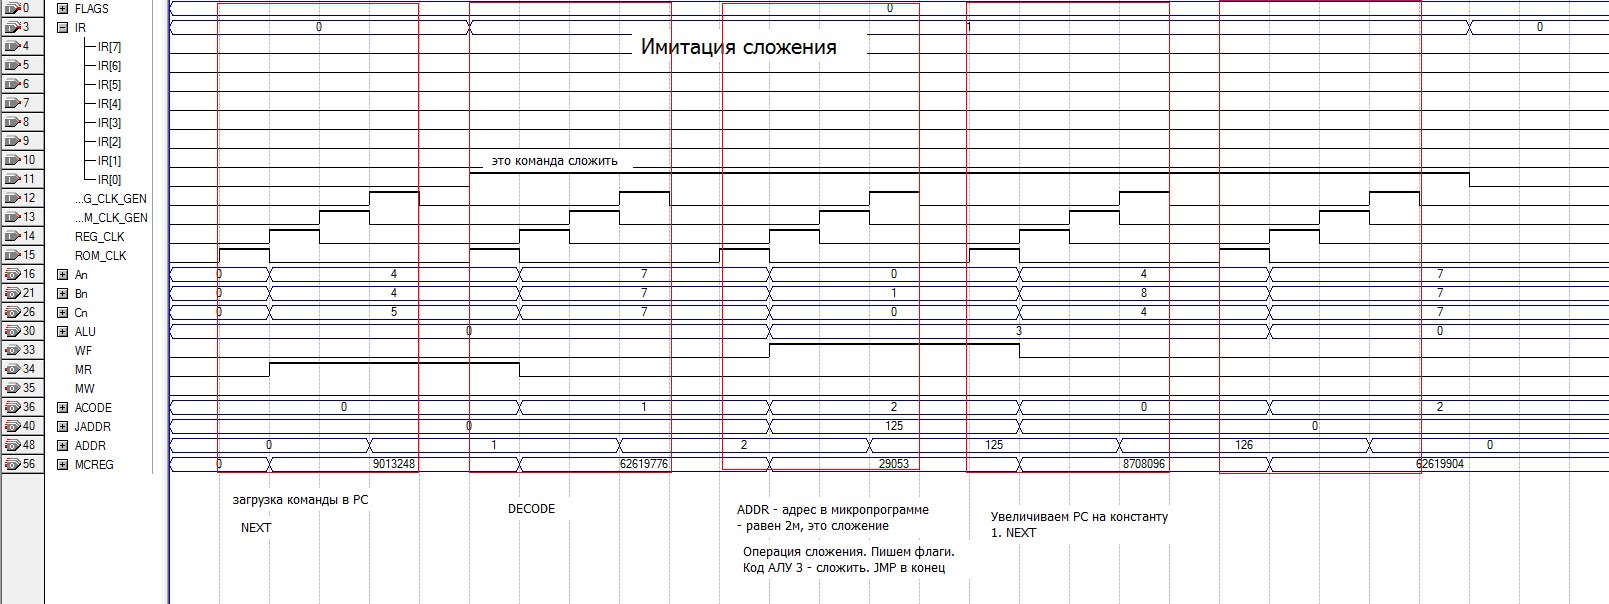 0 FLAGS 0
3 IR 0 1 0
4 IR[7]
Имитация сложения
5 IR[6]
6 IR[5]
7 IR[4]
8 IR[3]
9 IR[2]
10 IR[1] это команда сложить
11 IR[0]
12 ...G_CLK_GEN
13 ...M_CLK_GEN
14 REG_CLK
15 ROM_CLK
16 An 0 4 7 0 4 7
21 Bn 0 4 7 1 8 7
26 Cn 0 5 7 0 4 7
30 ALU 0 3 0
33 WF
34 MR
35 MW
36 ACODE 0 1 2 0 2
40 JADDR 0 125 0
48 ADDR 0 1 2 125 126 0
56 MCREG 0 9013248 62619776 29053 8708096 62619904
загрузка команды в PC
NEXT
DECODE
ADDR - адрес в микропрограмме
- равен 2м, это сложение
Операция сложения. Пишем флаги.
Код АЛУ 3 - сложить. JMP в конец
Увеличиваем PC на константу
1. NEXT